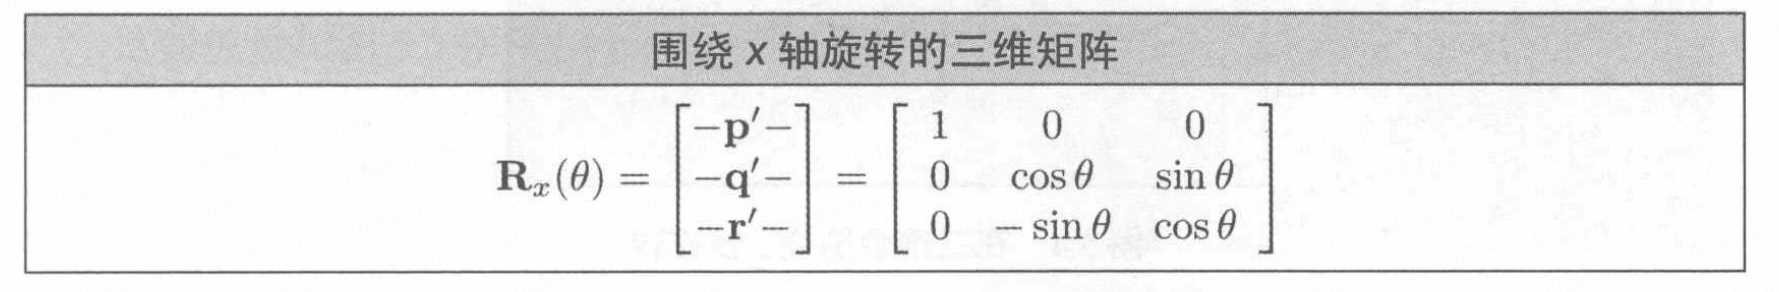 围绕 x 轴旋转的三维矩阵
$\mathbf{R}_x(\theta) = \begin{bmatrix} -\mathbf{p}'- \\ -\mathbf{q}'- \\ -\mathbf{r}'- \end{bmatrix} = \begin{bmatrix} 1 & 0 & 0 \\ 0 & \cos\theta & \sin\theta \\ 0 & -\sin\theta & \cos\theta \end{bmatrix}$